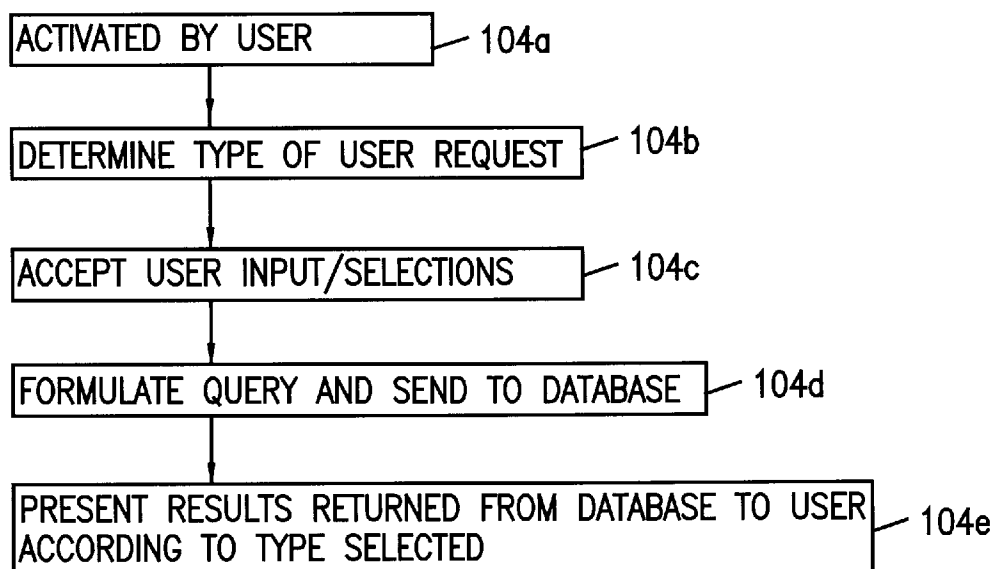 ACTIVATED BY USER
104a
DETERMINE TYPE OF USER REQUEST
104b
ACCEPT USER INPUT/SELECTIONS
104c
FORMULATE QUERY AND SEND TO DATABASE
104d
PRESENT RESULTS RETURNED FROM DATABASE TO USER
ACCORDING TO TYPE SELECTED
104e